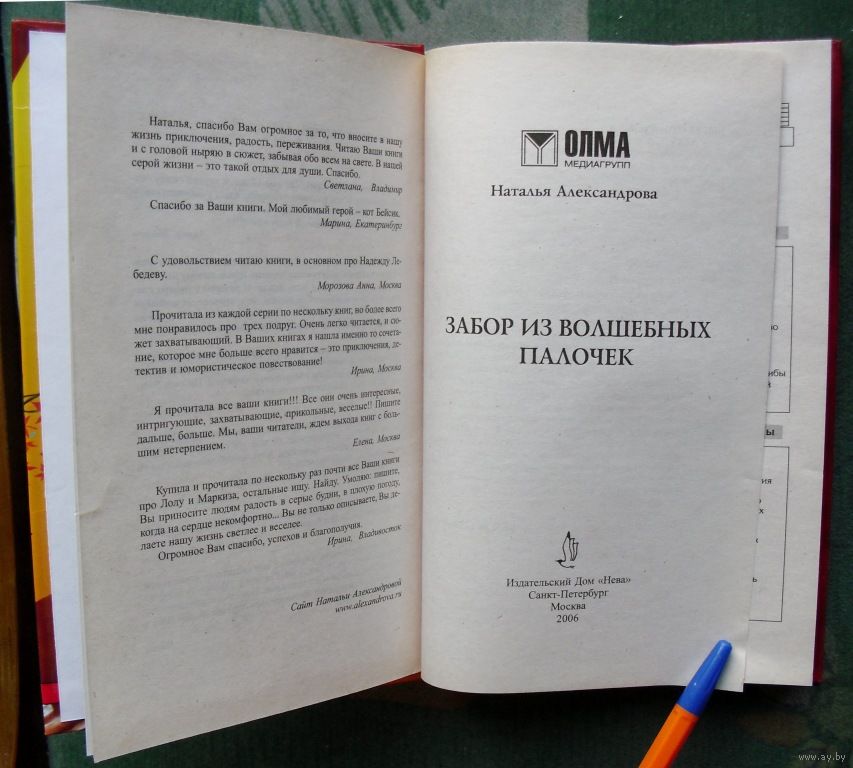 Наталья, спасибо Вам огромное за то, что вносите в нашу
жизнь приключения, радость, переживания. Читаю Ваши книги
и с головой ныряю в сюжет, забывая обо всем на свете. В нашей
серой жизни – это такой отдых для души. Спасибо.
Светлана, Владимир
Спасибо за Ваши книги. Мой любимый герой – кот Бейсик.
Марина, Екатеринбург
С удовольствием читаю книги, в основном про Надежду Ле-
бедеву.
Морозова Анна, Москва
Прочитала из каждой серии по нескольку книг, но более всего
мне понравилось про трех подруг. Очень легко читается, и сю-
жет захватывающий. В Ваших книгах я нашла именно то сочета-
ние, которое мне больше всего нравится – это приключения, де-
тектив и юмористическое повествование!
Ирина, Москва
Я прочитала все ваши книги!!! Все они очень интересные,
интригующие, захватывающие, прикольные, веселые!! Пишите
дальше, больше. Мы, ваши читатели, ждем выхода книг с боль-
шим нетерпением.
Елена, Москва
Купила и прочитала по нескольку раз почти все Ваши книги
про Лолу и Маркиза, остальные ищу. Найду. Умоляю: пишите,
Вы приносите людям радость в серые будни, в плохую погоду,
когда на сердце некомфортно... Вы не только описываете, Вы де-
лаете нашу жизнь светлее и веселее.
Огромное Вам спасибо, успехов и благополучия.
Ирина, Владивосток
Сайт Натальи Александровой
www.alexandrova.ru
ОЛМА
МЕДИАГРУПП
Наталья Александрова
ЗАБОР ИЗ ВОЛШЕБНЫХ
ПАЛОЧЕК
Издательский Дом «Нева»
Санкт-Петербург
Москва
2006
https://www.ay.by